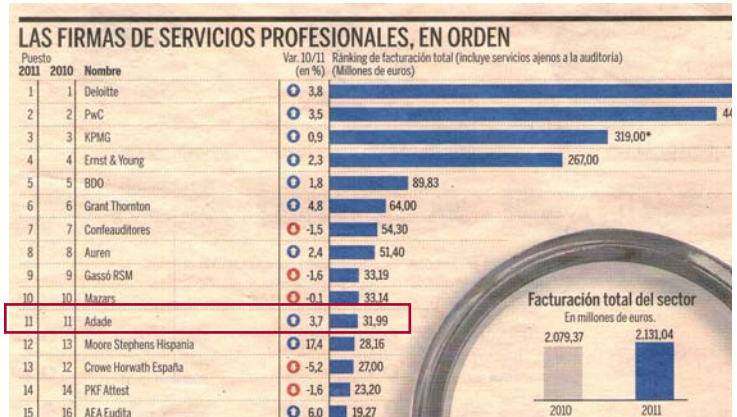 LAS FIRMAS DE SERVICIOS PROFESIONALES, EN ORDEN
Puesto Var. 10/11 Ránking de facturación total (incluye servicios ajenos a la auditoría)
2011 2010 Nombre (en %) (Millones de euros)
1 1 Deloitte 3,8
2 2 PwC 3,5 44
3 3 KPMG 0,9 319,00*
4 4 Ernst & Young 2,3 267,00
5 5 BDO 1,8 89,83
6 6 Grant Thornton 4,8 64,00
7 7 Confeauditores -1,5 54,30
8 8 Auren 2,4 51,40
9 9 Gassó RSM -1,6 33,19
10 10 Mazars -0,1 33,14
11 11 Adade 3,7 31,99
12 13 Moore Stephens Hispania 17,4 28,16
13 12 Crowe Horwath España -5,2 27,00
14 14 PKF Attest -1,6 23,20
15 16 AEA Eudita 6,0 19,27
Facturación total del sector
En millones de euros.
2.079,37 2.131,04
2010 2011